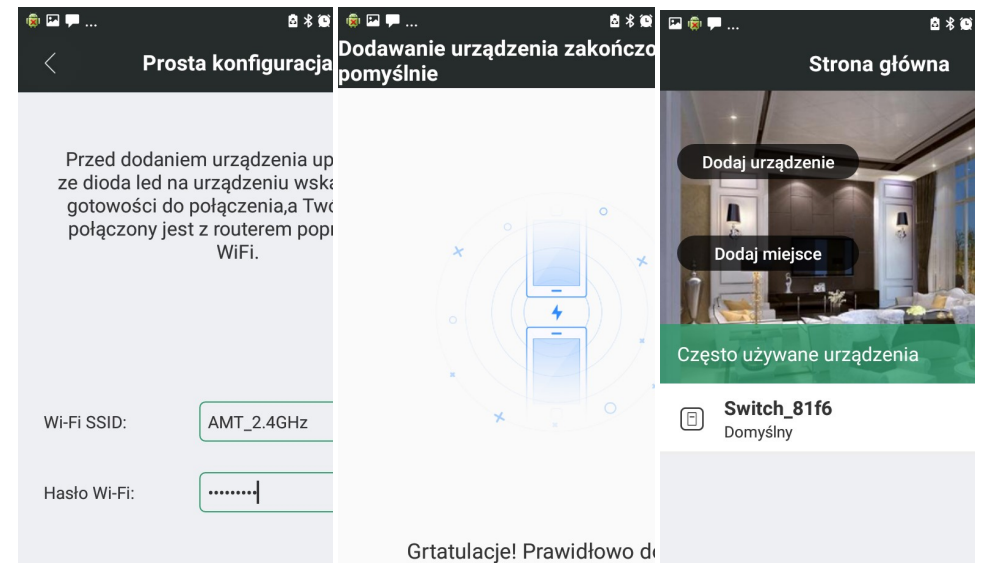 ...
Prosta konfiguracja
Przed dodaniem urządzenia up
ze dioda led na urządzeniu wska
gotowości do połączenia,a Two
połączony jest z routerem popr
WiFi.
Wi-Fi SSID:
AMT_2.4GHz
Hasło Wi-Fi:
•••••••••
...
Dodawanie urządzenia zakończo
pomyślnie
Grtatulacje! Prawidłowo d
...
Strona główna
Dodaj urządzenie
Dodaj miejsce
Często używane urządzenia
Switch_81f6
Domyślny